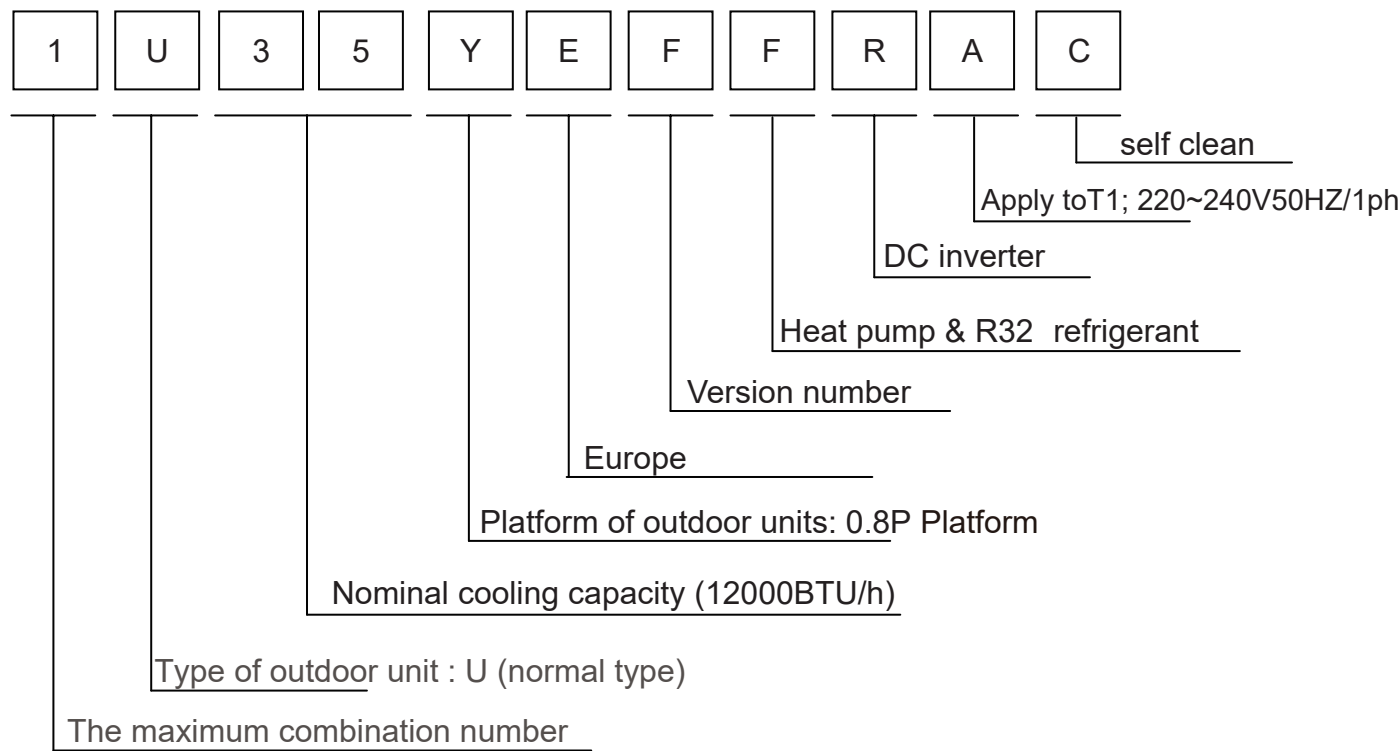 1 U 3 5 Y E F F R A C
self clean
Apply toT1; 220~240V50HZ/1ph
DC inverter
Heat pump & R32 refrigerant
Version number
Europe
Platform of outdoor units: 0.8P Platform
Nominal cooling capacity (12000BTU/h)
Type of outdoor unit : U (normal type)
The maximum combination number